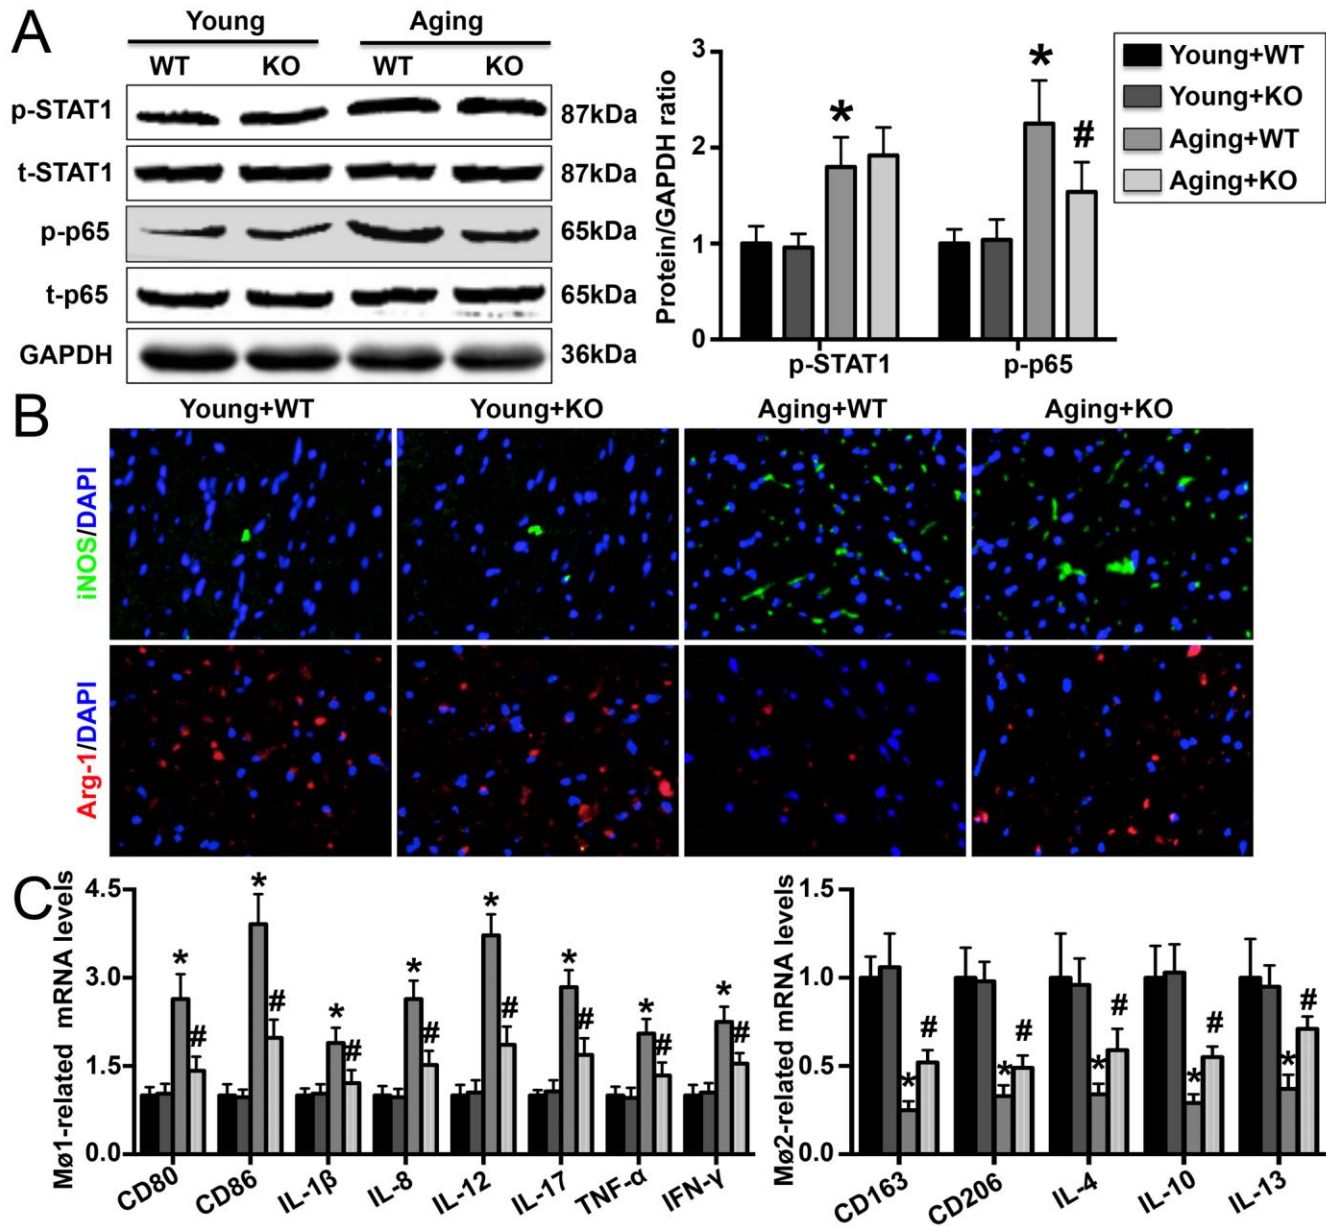 A
Young Aging
WT KO WT KO
p-STAT1 87kDa
t-STAT1 87kDa
p-p65 65kDa
t-p65 65kDa
GAPDH 36kDa
Protein/GAPDH ratio
3
2
1
0
* * #
p-STAT1 p-p65
Young+WT
Young+KO
Aging+WT
Aging+KO
B
Young+WT Young+KO Aging+WT Aging+KO
iNOS/DAPI
Arg-1/DAPI
C
Mø1-related mRNA levels
4.5
3.0
1.5
0.0
* # * # * # * # * # * # * # * #
CD80 CD86 IL-1β IL-8 IL-12 IL-17 TNF-α IFN-γ
Mø2-related mRNA levels
1.5
1.0
0.5
0.0
* # * # * # * # * #
CD163 CD206 IL-4 IL-10 IL-13